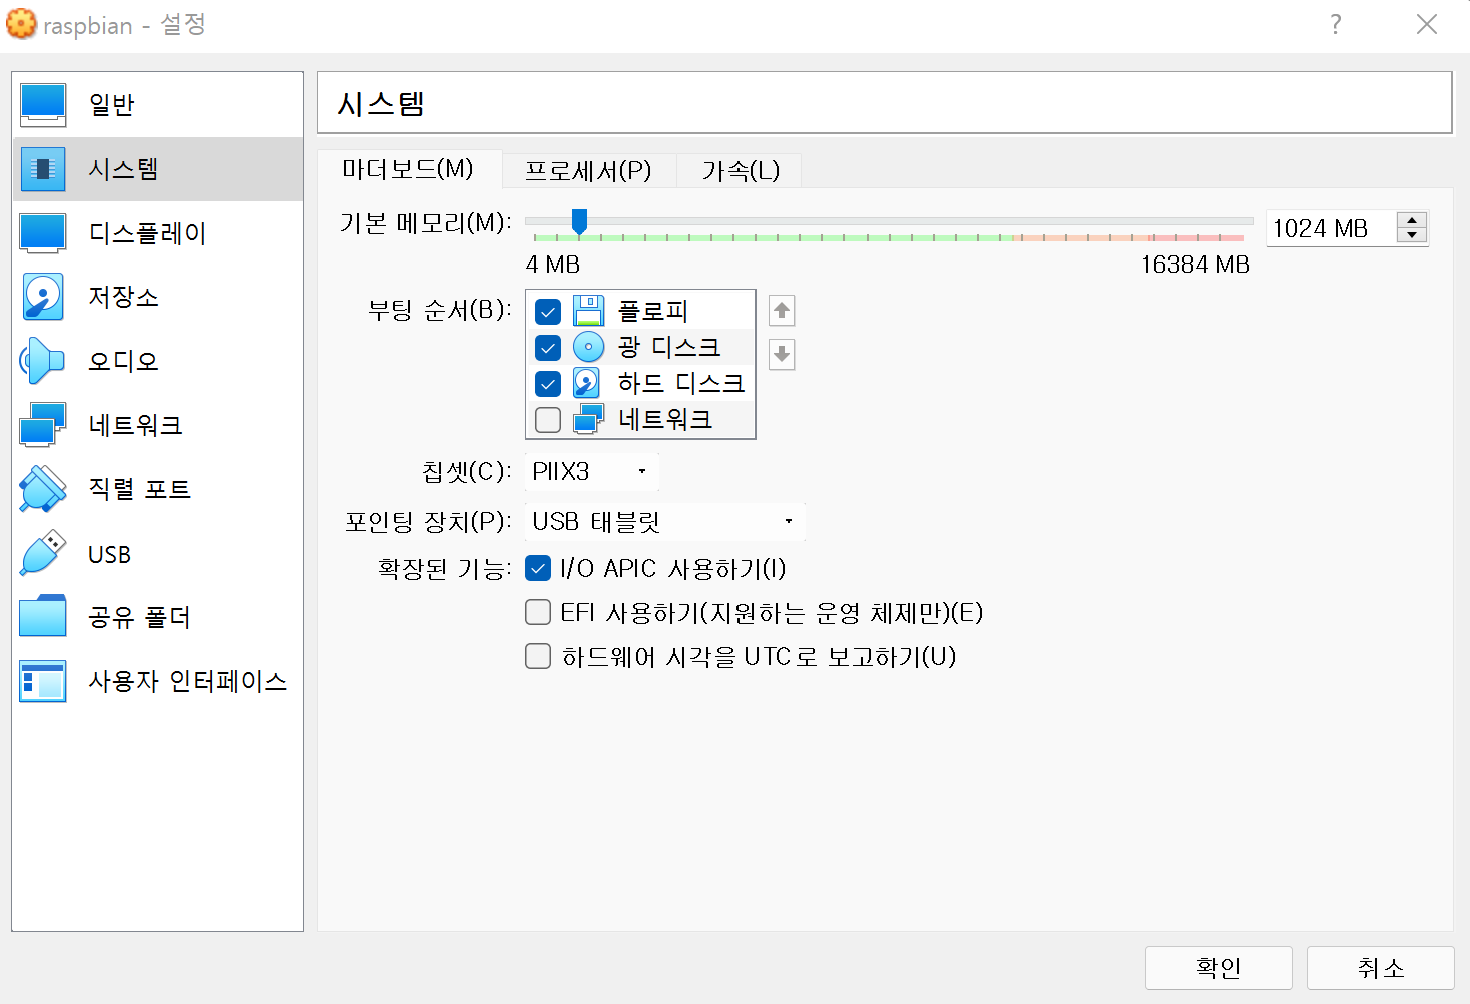 raspbian - 설정
?
일반
시스템
디스플레이
저장소
오디오
네트워크
직렬 포트
USB
공유 폴더
사용자 인터페이스
시스템
마더보드(M) 프로세서(P) 가속(L)
기본 메모리(M): 1024 MB
4 MB 16384 MB
부팅 순서(B): 플로피
광 디스크
하드 디스크
네트워크
칩셋(C): PIIX3
포인팅 장치(P): USB 태블릿
확장된 기능: I/O APIC 사용하기(I)
EFI 사용하기(지원하는 운영 체제만)(E)
하드웨어 시각을 UTC로 보고하기(U)
확인 취소